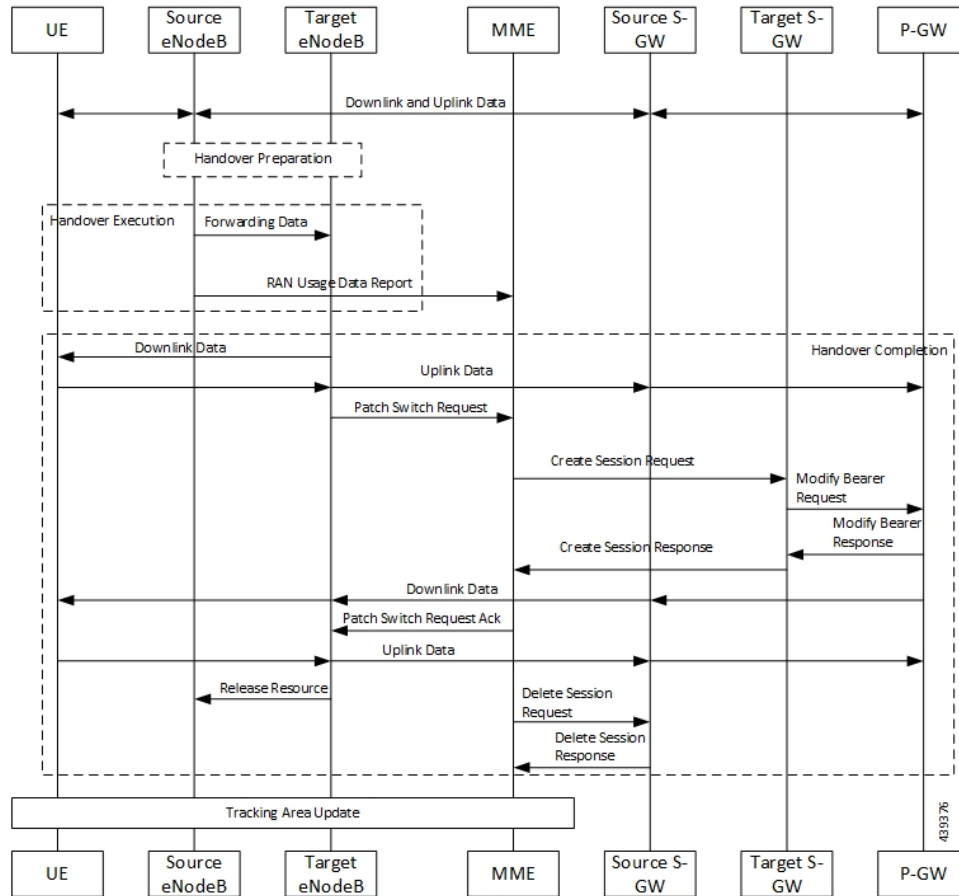 UE
Source
eNodeB
Target
eNodeB
MME
Source S-
GW
Target S-
GW
P-GW
Downlink and Uplink Data
Handover Preparation
Handover Execution
Forwarding Data
RAN Usage Data Report
Downlink Data
Handover Completion
Uplink Data
Patch Switch Request
Create Session Request
Modify Bearer
Request
Modify Bearer
Response
Create Session Response
Downlink Data
Patch Switch Request Ack
Uplink Data
Release Resource
Delete Session
Request
Delete Session
Response
Tracking Area Update
439376
UE
Source
eNodeB
Target
eNodeB
MME
Source S-
GW
Target S-
GW
P-GW